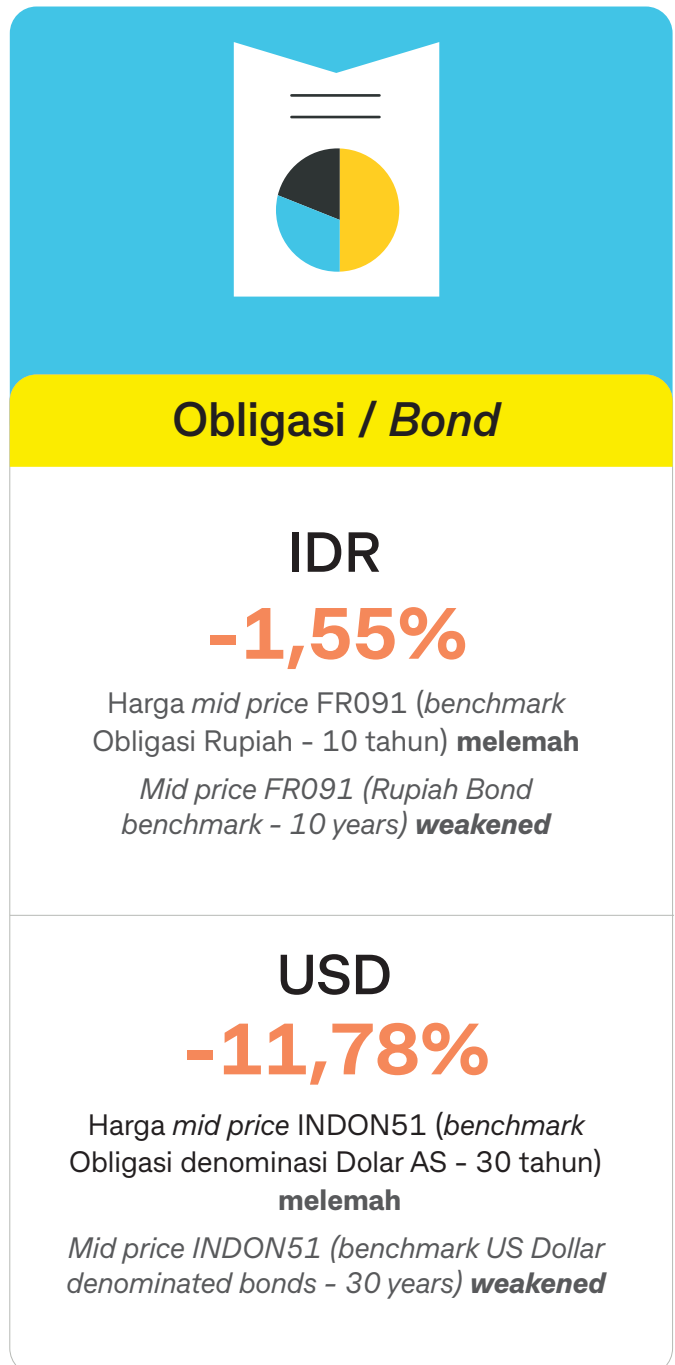 Obligasi / Bond
IDR
-1,55%
Harga mid price FR091 (benchmark
Obligasi Rupiah - 10 tahun) melemah
Mid price FR091 (Rupiah Bond
benchmark - 10 years) weakened
USD
-11,78%
Harga mid price INDON51 (benchmark
Obligasi denominasi Dolar AS - 30 tahun)
melemah
Mid price INDON51 (benchmark US Dollar
denominated bonds - 30 years) weakened